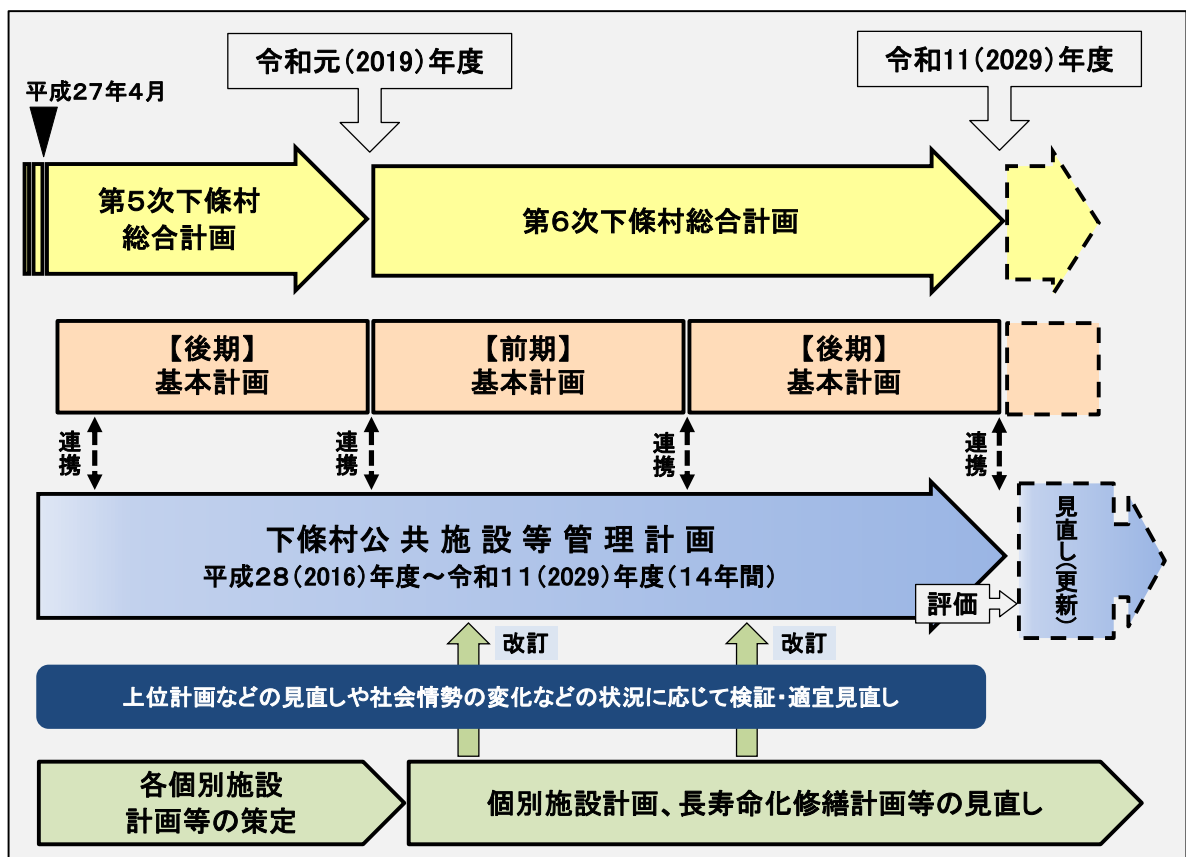 令和元(2019)年度
令和11(2029)年度
平成27年4月
第5次下條村
総合計画
第6次下條村総合計画
【後期】
基本計画
【前期】
基本計画
【後期】
基本計画
連携
連携
連携
連携
下條村公共施設等管理計画
平成28(2016)年度～令和11(2029)年度(14年間)
評価
見直し(更新)
改訂
改訂
上位計画などの見直しや社会情勢の変化などの状況に応じて検証・適宜見直し
各個別施設
計画等の策定
個別施設計画、長寿命化修繕計画等の見直し